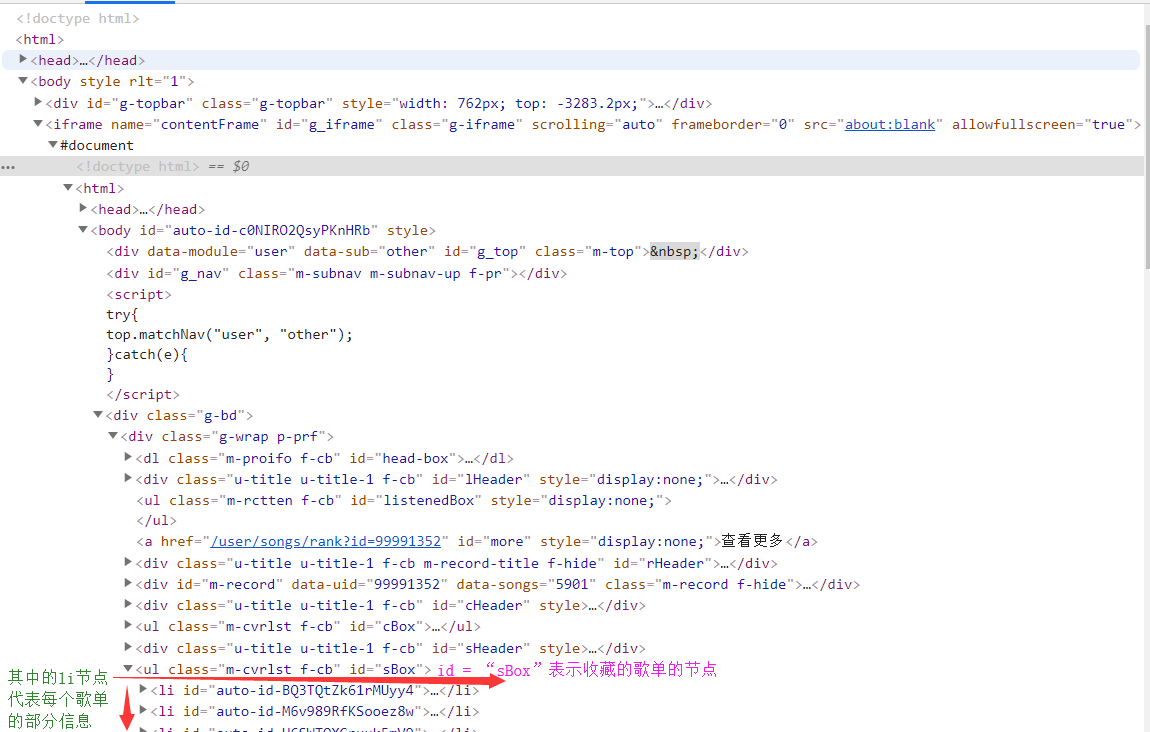 <!doctype html>
<html>
<head>…</head>
<body style rlt="1">
<div id="g-topbar" class="g-topbar" style="width: 762px; top: -3283.2px;">…</div>
<iframe name="contentFrame" id="g_iframe" class="g-iframe" scrolling="auto" frameborder="0" src="about:blank" allowfullscreen="true">
#document
… <!doctype html> == $0
<html>
<head>…</head>
<body id="auto-id-c0NIRO2QsyPKnHRb" style>
<div data-module="user" data-sub="other" id="g_top" class="m-top">&nbsp;</div>
<div id="g_nav" class="m-subnav m-subnav-up f-pr"></div>
<script>
try{
top.matchNav("user", "other");
}catch(e){
}
</script>
<div class="g-bd">
<div class="g-wrap p-prf">
<dl class="m-proifo f-cb" id="head-box">…</dl>
<div class="u-title u-title-1 f-cb" id="lHeader" style="display:none;">…</div>
<ul class="m-rctten f-cb" id="listenedBox" style="display:none;">
</ul>
<a href="/user/songs/rank?id=99991352" id="more" style="display:none;">查看更多</a>
<div class="u-title u-title-1 f-cb m-record-title f-hide" id="rHeader">…</div>
<div id="m-record" data-uid="99991352" data-songs="5901" class="m-record f-hide">…</div>
<div class="u-title u-title-1 f-cb" id="cHeader" style>…</div>
<ul class="m-cvrlst f-cb" id="cBox">…</ul>
<div class="u-title u-title-1 f-cb" id="sHeader" style>…</div>
<ul class="m-cvrlst f-cb" id="sBox"> id = “sBox”表示收藏的歌单的节点
其中的li节点
代表每个歌单
的部分信息
<li id="auto-id-BQ3TQtZk61rMUyy4">…</li>
<li id="auto-id-M6v989RfKSooez8w">…</li>